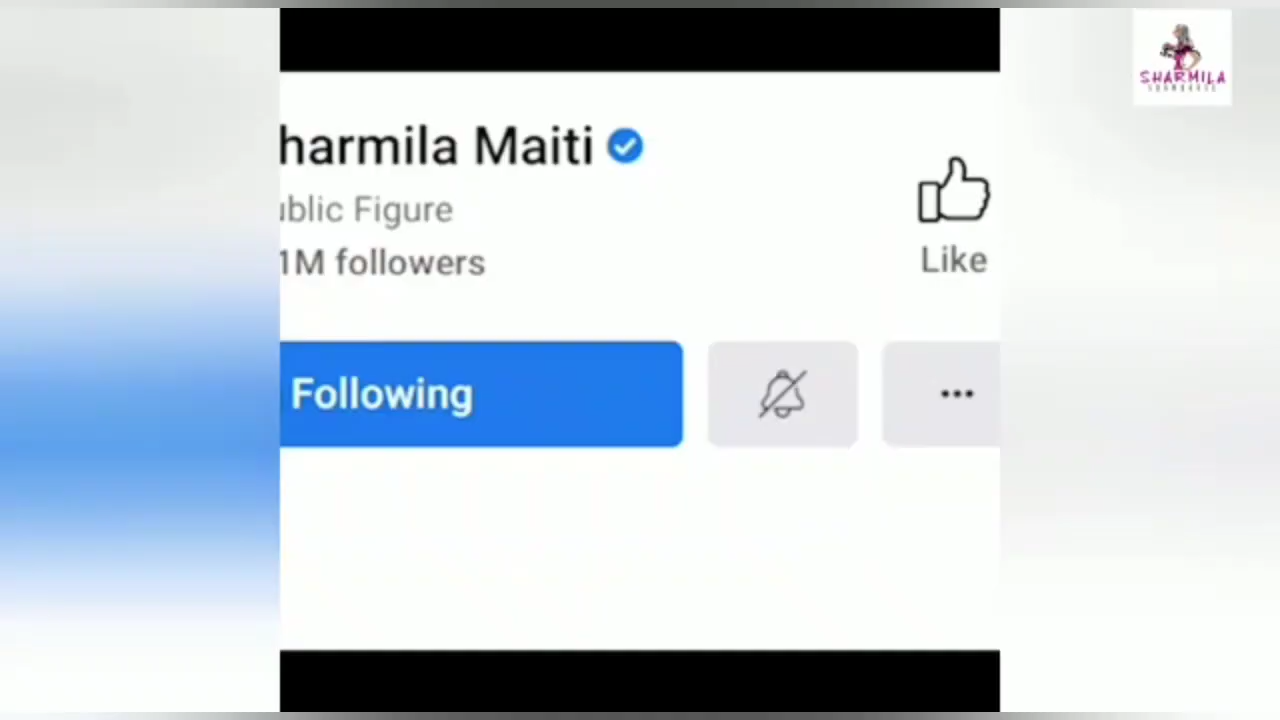 harmila Maiti
ublic Figure
1M followers
Like
Following
SHARMILA